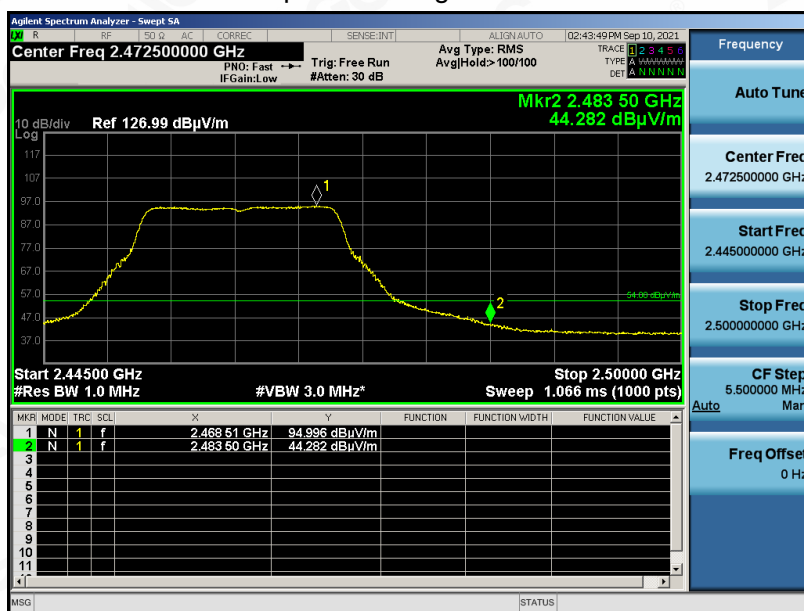 Agilent Spectrum Analyzer - Swept SA
LXI R RF 50 Ω AC CORREC SENSE:INT ALIGN AUTO 02:43:49 PM Sep 10, 2021
Center Freq 2.472500000 GHz
PNO: Fast Trig: Free Run
IFGain:Low #Atten: 30 dB
Avg Type: RMS
Avg|Hold:>100/100
TRACE 1 2 3 4 5 6
TYPE A WWWWW
DET A N N N N N
Mkr2 2.483 50 GHz
44.282 dBµV/m
10 dB/div Ref 126.99 dBµV/m
Log
117
107
97.0
87.0
77.0
67.0
57.0
47.0
37.0
1
2
54.00 dBµV/m
Start 2.44500 GHz Stop 2.50000 GHz
#Res BW 1.0 MHz #VBW 3.0 MHz* Sweep 1.066 ms (1000 pts)
MKR MODE TRC SCL X Y FUNCTION FUNCTION WIDTH FUNCTION VALUE
1 N 1 f 2.468 51 GHz 94.996 dBµV/m
2 N 1 f 2.483 50 GHz 44.282 dBµV/m
3
4
5
6
7
8
9
10
11
MSG STATUS
Frequency
Auto Tune
Center Freq
2.472500000 GHz
Start Freq
2.445000000 GHz
Stop Freq
2.500000000 GHz
CF Step
5.500000 MHz
Auto Man
Freq Offset
0 Hz